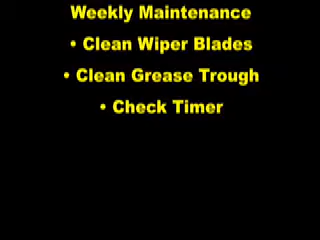 Weekly Maintenance
• Clean Wiper Blades
• Clean Grease Trough
• Check Timer